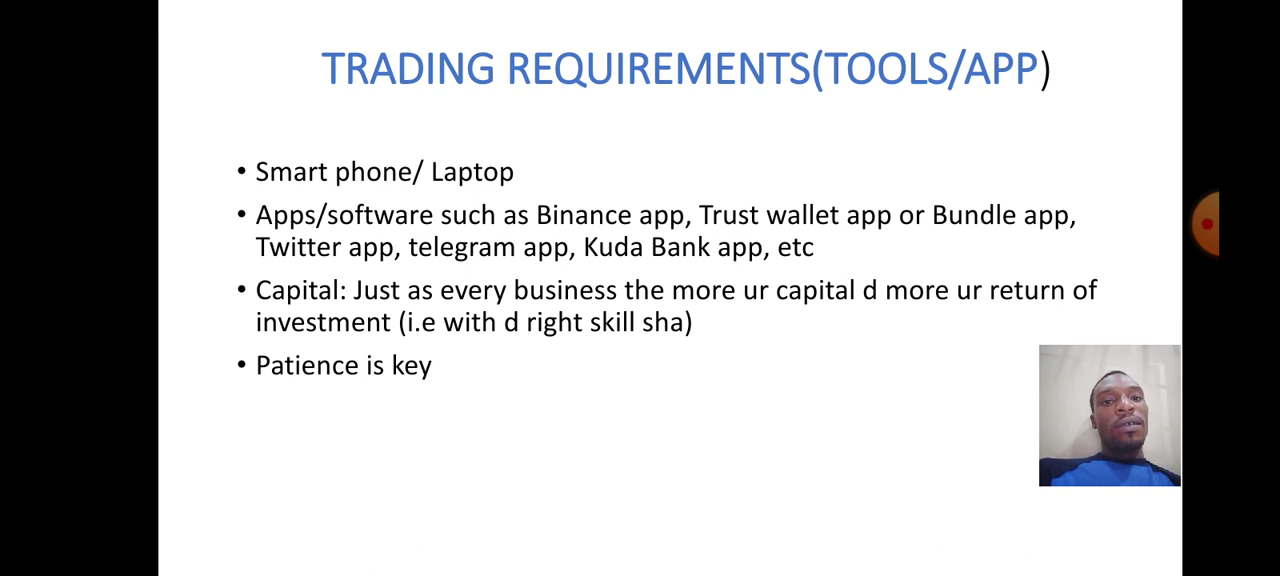 TRADING REQUIREMENTS(TOOLS/APP)
• Smart phone/ Laptop
• Apps/software such as Binance app, Trust wallet app or Bundle app,
Twitter app, telegram app, Kuda Bank app, etc
• Capital: Just as every business the more ur capital d more ur return of
investment (i.e with d right skill sha)
• Patience is key